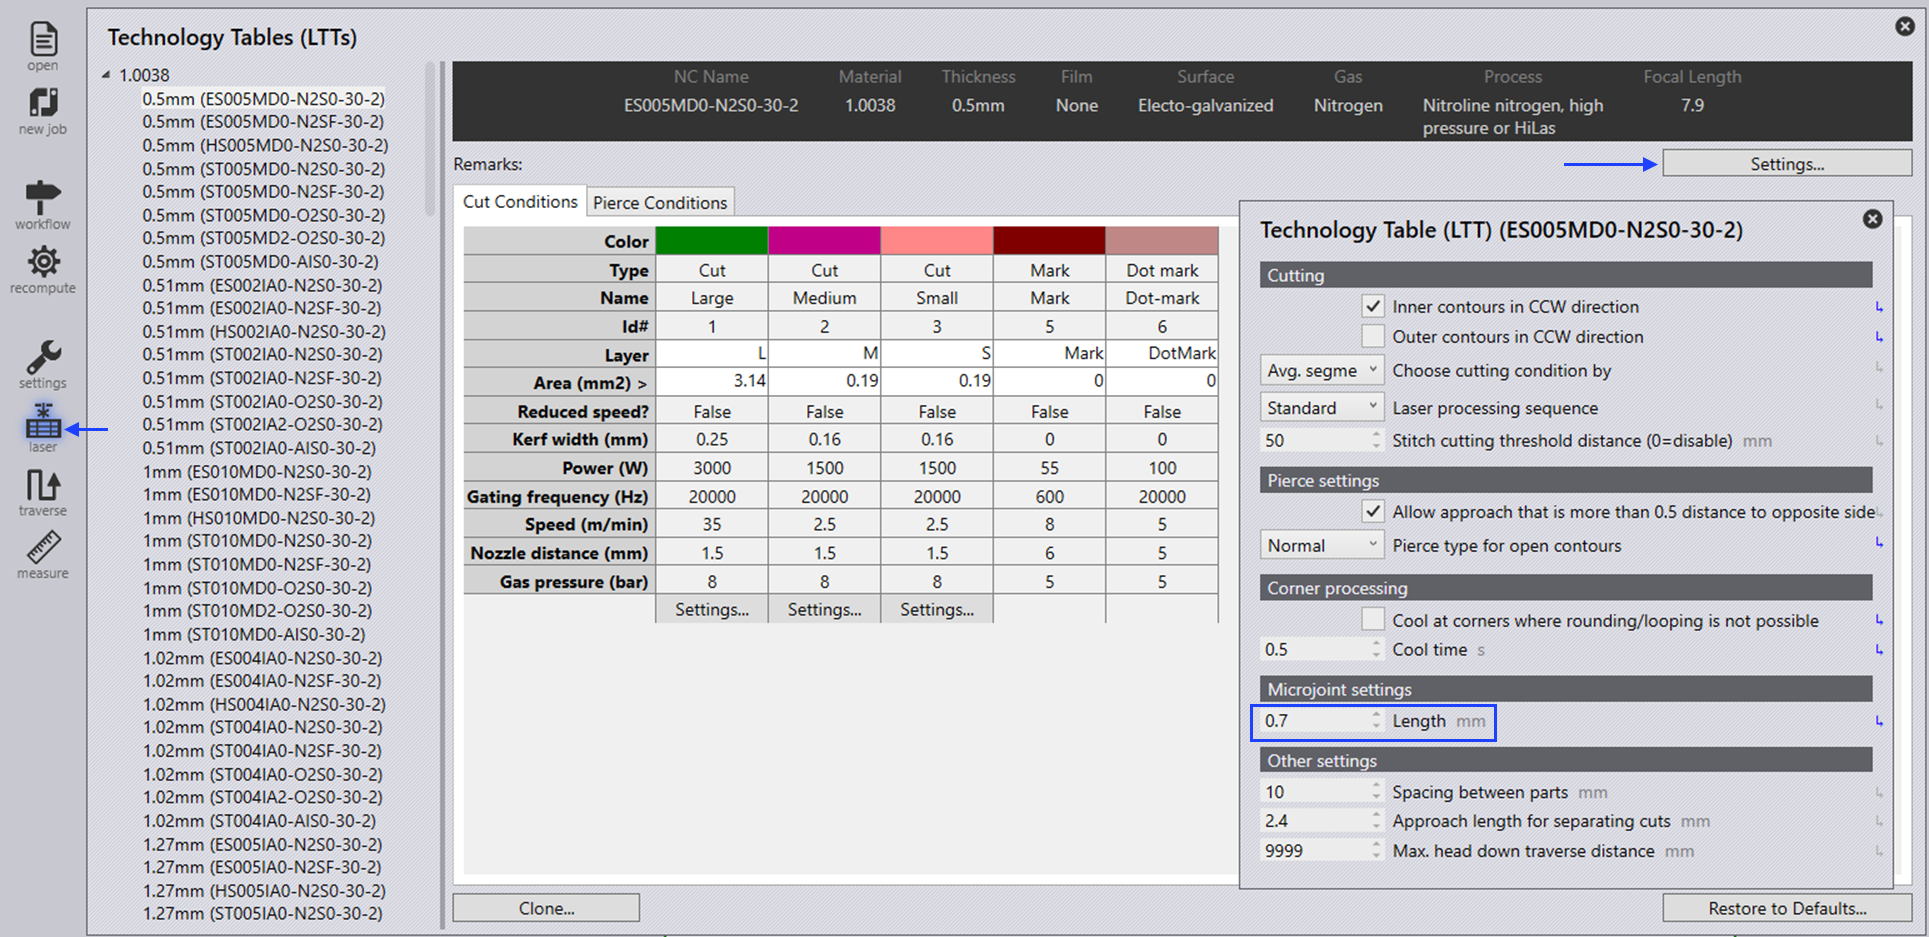 open
new job
workflow
recompute
settings
laser
traverse
measure
Technology Tables (LTTs)
1.0038
0.5mm (ES005MD0-N2S0-30-2)
0.5mm (ES005MD0-N2SF-30-2)
0.5mm (HS005MD0-N2S0-30-2)
0.5mm (ST005MD0-N2S0-30-2)
0.5mm (ST005MD0-N2SF-30-2)
0.5mm (ST005MD0-O2S0-30-2)
0.5mm (ST005MD2-O2S0-30-2)
0.5mm (ST005MD0-AIS0-30-2)
0.51mm (ES002IA0-N2S0-30-2)
0.51mm (ES002IA0-N2SF-30-2)
0.51mm (HS002IA0-N2S0-30-2)
0.51mm (ST002IA0-N2S0-30-2)
0.51mm (ST002IA0-N2SF-30-2)
0.51mm (ST002IA0-O2S0-30-2)
0.51mm (ST002IA2-O2S0-30-2)
0.51mm (ST002IA0-AIS0-30-2)
1mm (ES010MD0-N2S0-30-2)
1mm (ES010MD0-N2SF-30-2)
1mm (HS010MD0-N2S0-30-2)
1mm (ST010MD0-N2S0-30-2)
1mm (ST010MD0-N2SF-30-2)
1mm (ST010MD0-O2S0-30-2)
1mm (ST010MD2-O2S0-30-2)
1mm (ST010MD0-AIS0-30-2)
1.02mm (ES004IA0-N2S0-30-2)
1.02mm (ES004IA0-N2SF-30-2)
1.02mm (HS004IA0-N2S0-30-2)
1.02mm (ST004IA0-N2S0-30-2)
1.02mm (ST004IA0-N2SF-30-2)
1.02mm (ST004IA0-O2S0-30-2)
1.02mm (ST004IA2-O2S0-30-2)
1.02mm (ST004IA0-AIS0-30-2)
1.27mm (ES005IA0-N2S0-30-2)
1.27mm (ES005IA0-N2SF-30-2)
1.27mm (HS005IA0-N2S0-30-2)
1.27mm (ST005IA0-N2S0-30-2)
NC Name Material Thickness Film Surface Gas Process Focal Length
ES005MD0-N2S0-30-2 1.0038 0.5mm None Electo-galvanized Nitrogen Nitroline nitrogen, high 7.9
pressure or HiLas
Remarks:
Settings...
Cut Conditions Pierce Conditions
Color
Type Cut Cut Cut Mark Dot mark
Name Large Medium Small Mark Dot-mark
Id# 1 2 3 5 6
Layer L M S Mark DotMark
Area (mm2) > 3.14 0.19 0.19 0 0
Reduced speed? False False False False False
Kerf width (mm) 0.25 0.16 0.16 0 0
Power (W) 3000 1500 1500 55 100
Gating frequency (Hz) 20000 20000 20000 600 20000
Speed (m/min) 35 2.5 2.5 8 5
Nozzle distance (mm) 1.5 1.5 1.5 6 5
Gas pressure (bar) 8 8 8 5 5
Settings... Settings... Settings...
Technology Table (LTT) (ES005MD0-N2S0-30-2)
Cutting
Inner contours in CCW direction
Outer contours in CCW direction
Avg. segme Choose cutting condition by
Standard Laser processing sequence
50 Stitch cutting threshold distance (0=disable) mm
Pierce settings
Allow approach that is more than 0.5 distance to opposite side
Normal Pierce type for open contours
Corner processing
Cool at corners where rounding/looping is not possible
0.5 Cool time s
Microjoint settings
0.7 Length mm
Other settings
10 Spacing between parts mm
2.4 Approach length for separating cuts mm
9999 Max. head down traverse distance mm
Clone... Restore to Defaults...